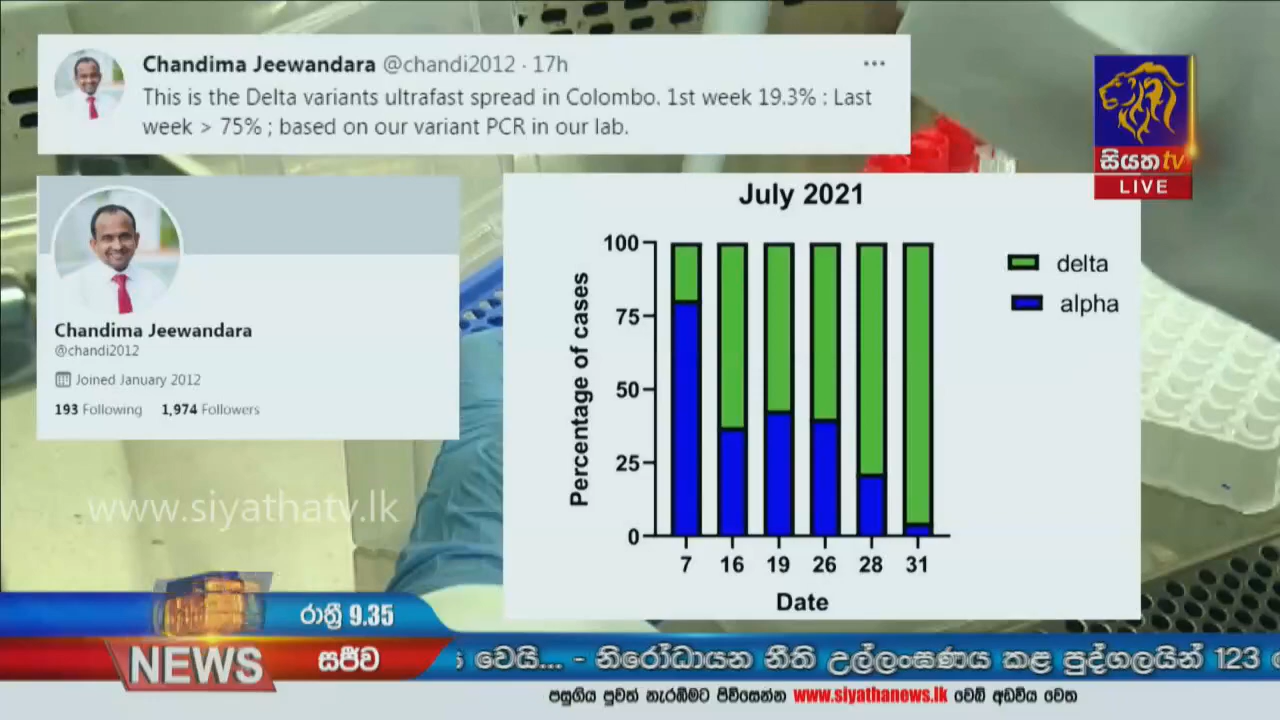 Chandima Jeewandara @chandi2012 · 17h
This is the Delta variants ultrafast spread in Colombo. 1st week 19.3% : Last
week > 75% ; based on our variant PCR in our lab.
සියත tv
LIVE
Chandima Jeewandara
@chandi2012
Joined January 2012
193 Following 1,974 Followers
July 2021
Percentage of cases
100
75
50
25
0
7 16 19 26 28 31
Date
delta
alpha
www.siyathatv.lk
රාත්‍රී 9.35
NEWS
සජීව
වෙයි... - නිරෝධායන නීති උල්ලංඝණය කළ පුද්ගලයින් 123
පසුගිය පුවත් නැරඹීමට පිවිසෙන්න www.siyathanews.lk වෙබ් අඩවිය වෙත